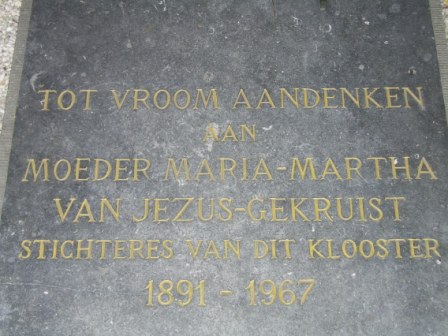 TOT VROOM AANDENKEN
AAN
MOEDER MARIA-MARTHA
VAN JEZUS-GEKRUIST
STICHTERES VAN DIT KLOOSTER
1891 - 1967